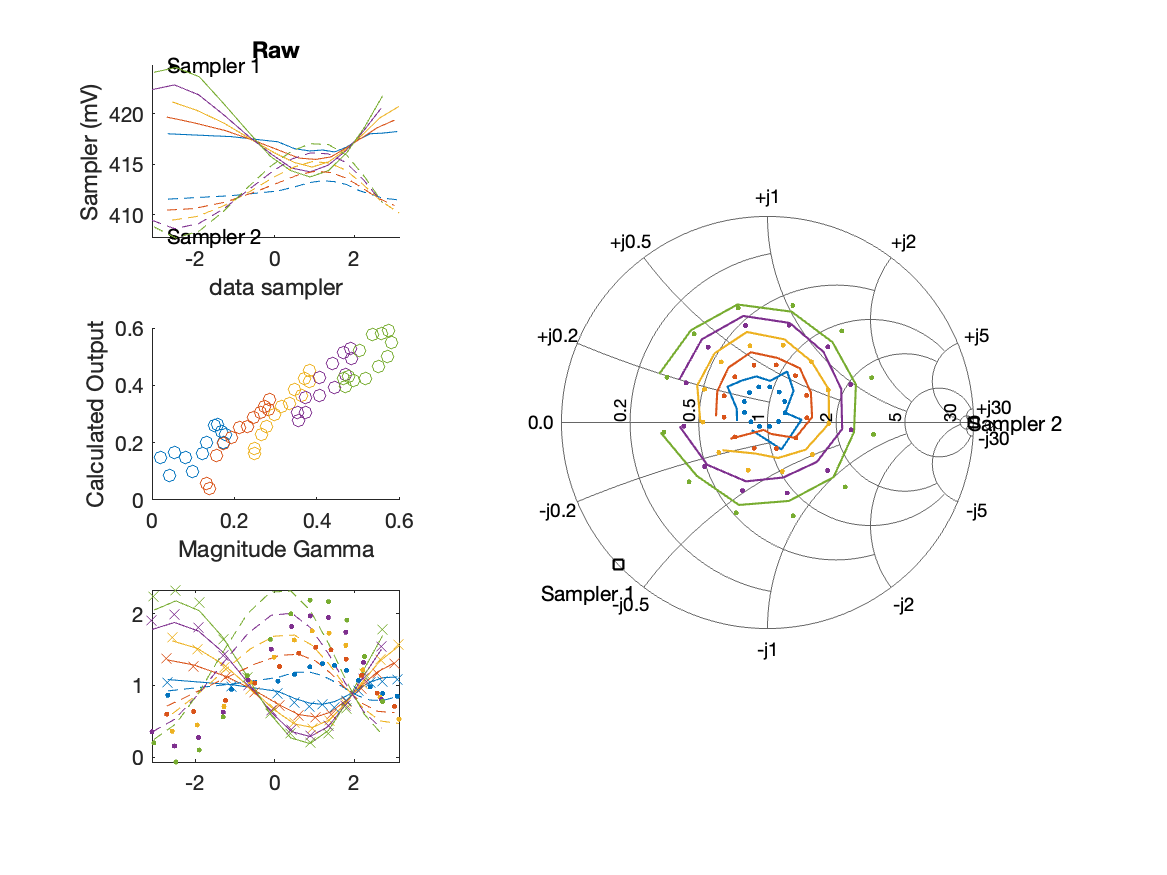 Raw
Sampler 1
420
415
410
Sampler (mV)
Sampler 2
-2 0 2
data sampler
0.6
0.4
0.2
0
Calculated Output
0 0.2 0.4 0.6
Magnitude Gamma
2
1
0
-2 0 2
+j1
+j0.5 +j2
+j0.2 +j5
0.0 0.2 0.5 1 2 5 30
+j30
Sampler 2
-j30
-j0.2 -j5
Sampler 1
-j0.5 -j2
-j1